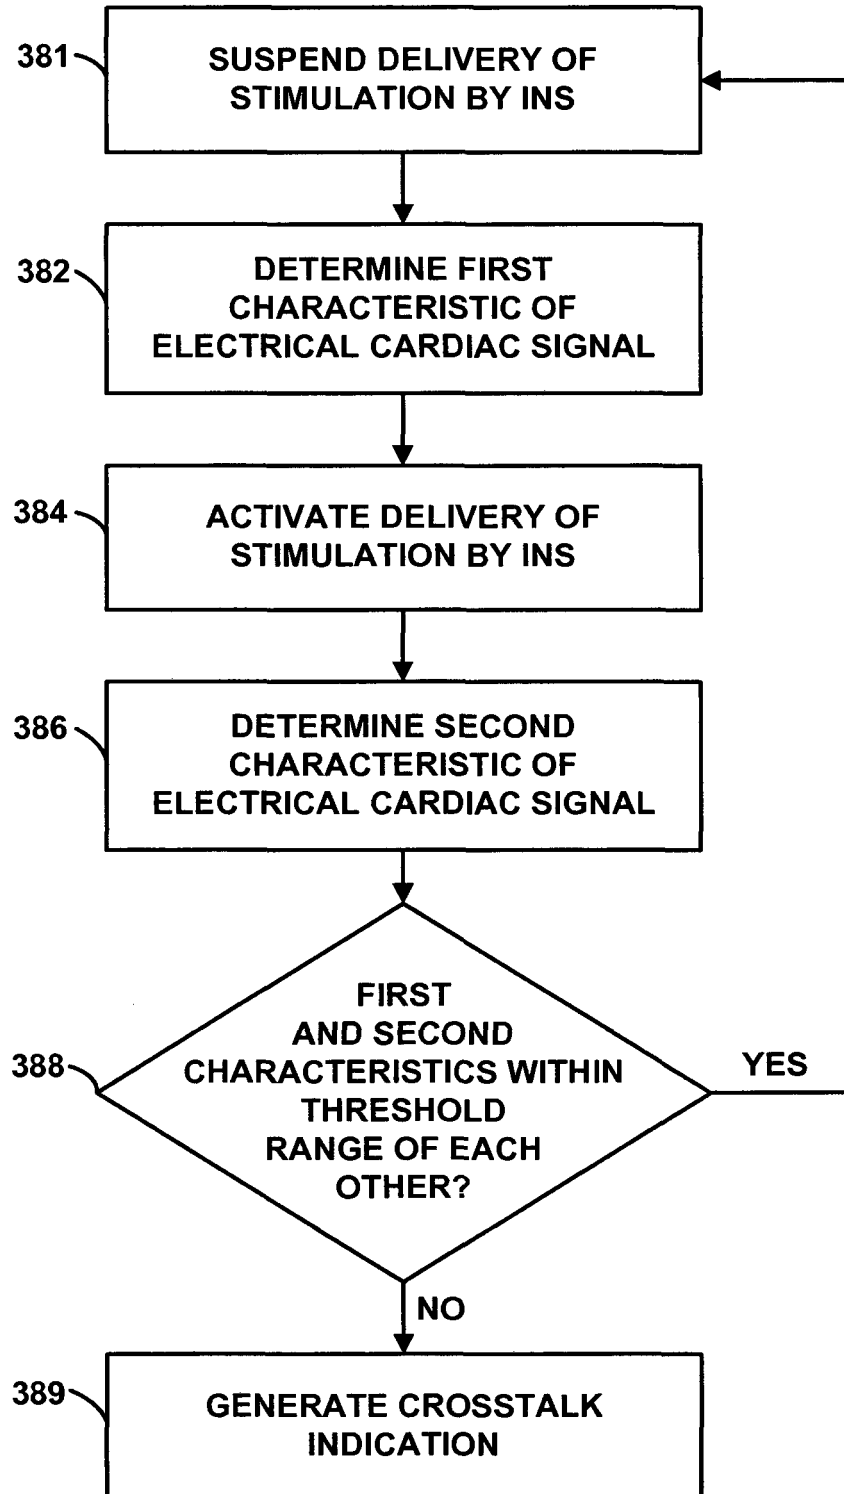 381
SUSPEND DELIVERY OF
STIMULATION BY INS
382
DETERMINE FIRST
CHARACTERISTIC OF
ELECTRICAL CARDIAC SIGNAL
384
ACTIVATE DELIVERY OF
STIMULATION BY INS
386
DETERMINE SECOND
CHARACTERISTIC OF
ELECTRICAL CARDIAC SIGNAL
388
FIRST
AND SECOND
CHARACTERISTICS WITHIN
THRESHOLD
RANGE OF EACH
OTHER?
YES
NO
389
GENERATE CROSSTALK
INDICATION